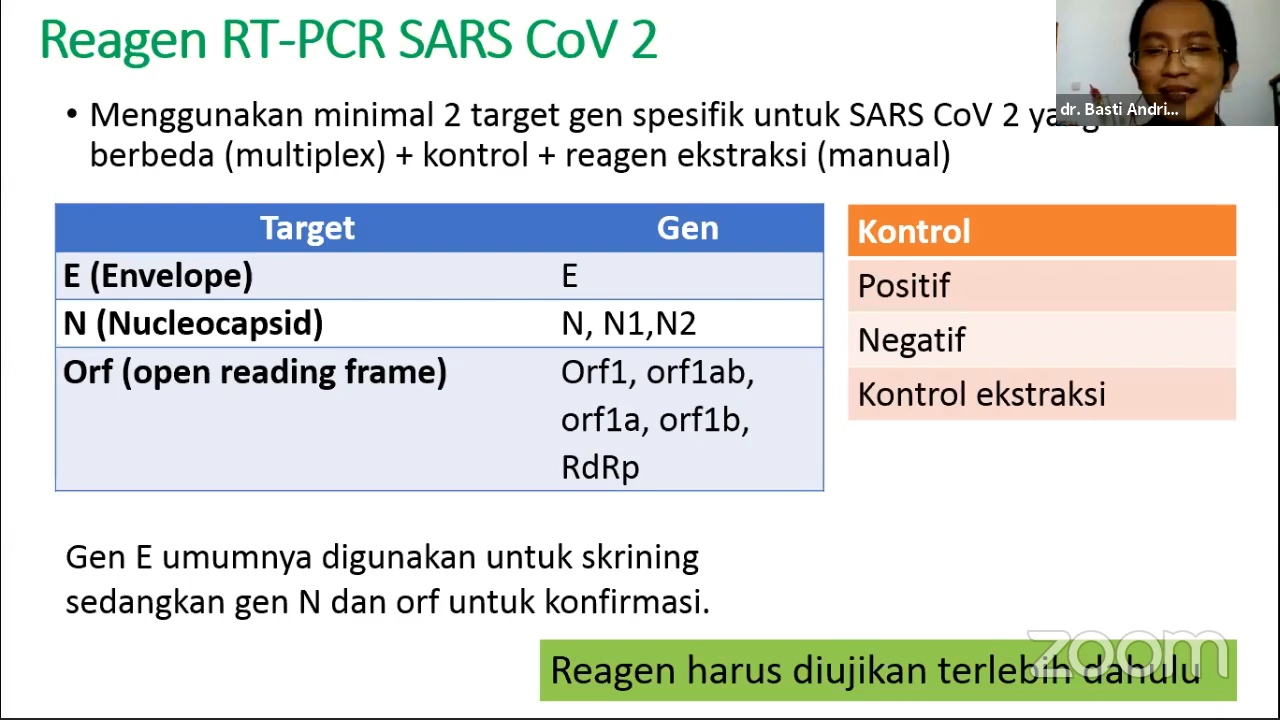 Reagen RT-PCR SARS CoV 2
dr. Basti Andri...
• Menggunakan minimal 2 target gen spesifik untuk SARS CoV 2
berbeda (multiplex) + kontrol + reagen ekstraksi (manual)
Target Gen
E (Envelope) E
N (Nucleocapsid) N, N1,N2
Orf (open reading frame) Orf1, orf1ab,
orf1a, orf1b,
RdRp
Kontrol
Positif
Negatif
Kontrol ekstraksi
Gen E umumnya digunakan untuk skrining
sedangkan gen N dan orf untuk konfirmasi.
Reagen harus diujikan terlebih dahulu
zoom